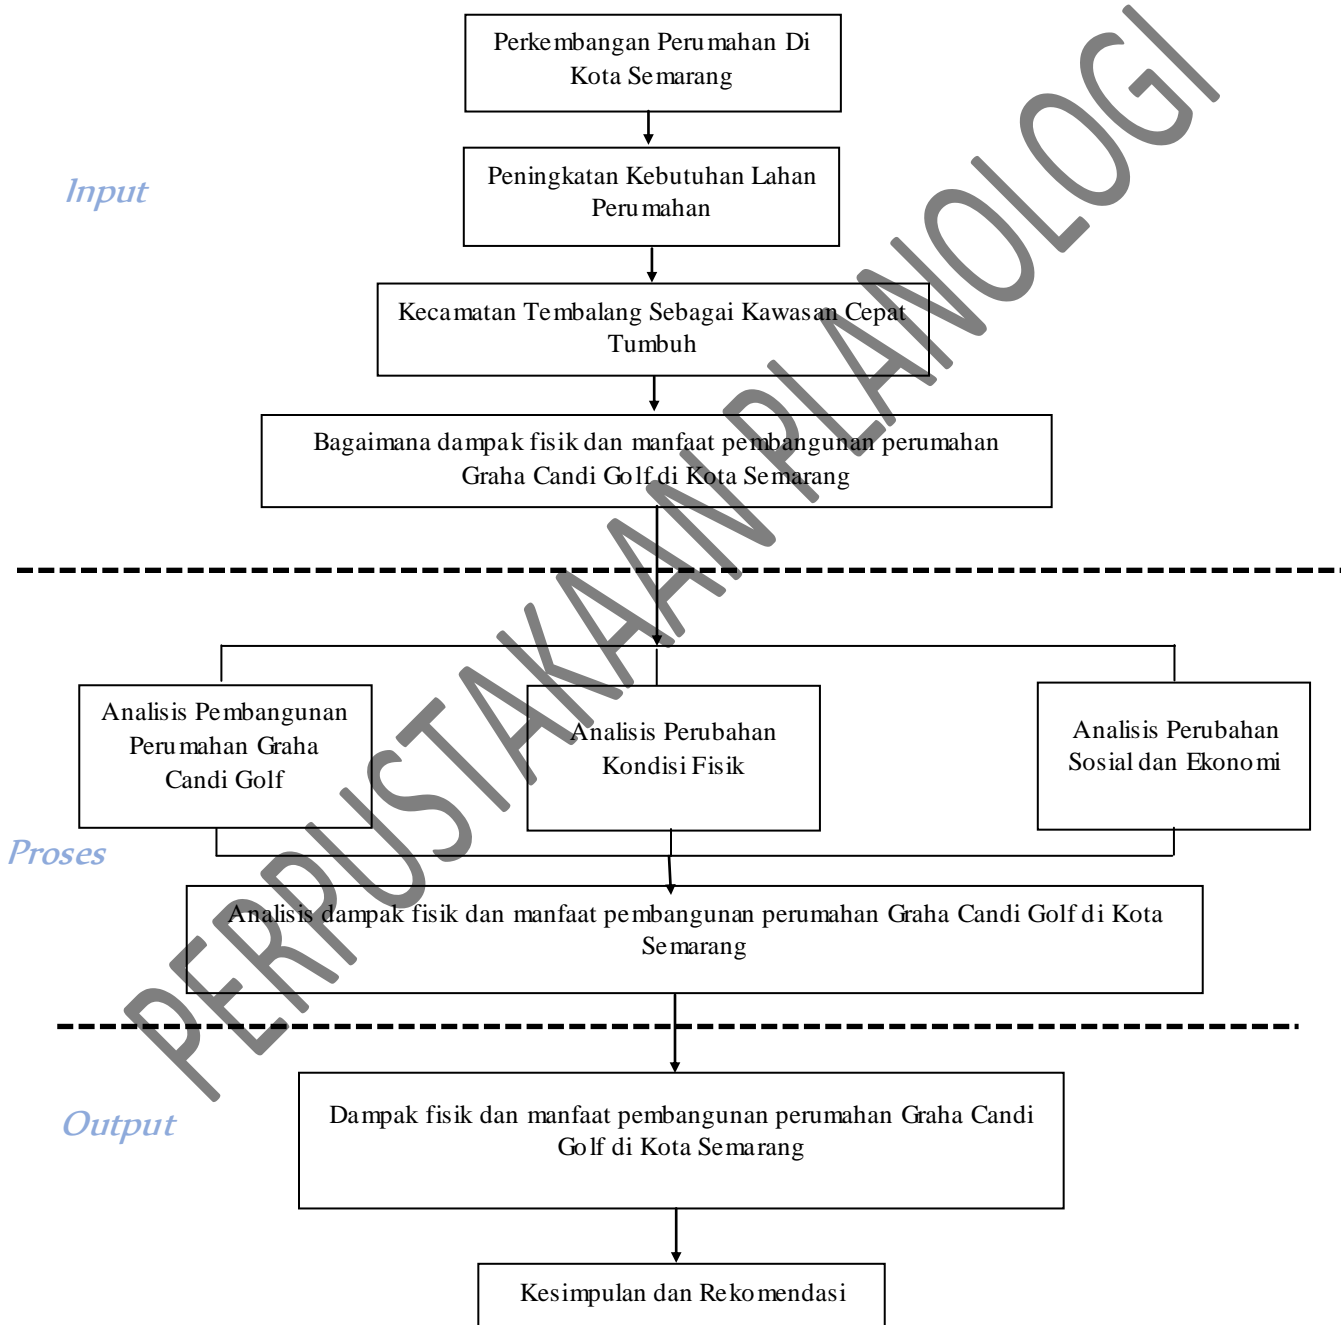 Perkembangan Perumahan Di
Kota Semarang
Input
Peningkatan Kebutuhan Lahan
Perumahan
Kecamatan Tembalang Sebagai Kawasan Cepat
Tumbuh
Bagaimana dampak fisik dan manfaat pembangunan perumahan
Graha Candi Golf di Kota Semarang
Analisis Pembangunan
Perumahan Graha
Candi Golf
Analisis Perubahan
Kondisi Fisik
Analisis Perubahan
Sosial dan Ekonomi
Proses
Analisis dampak fisik dan manfaat pembangunan perumahan Graha Candi Golf di Kota
Semarang
Output
Dampak fisik dan manfaat pembangunan perumahan Graha Candi
Golf di Kota Semarang
Kesimpulan dan Rekomendasi
PERPUSTAKAAN PLANOLOGI